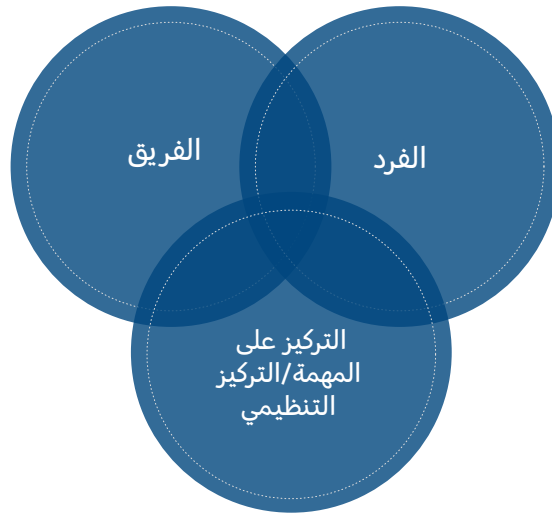 الفرد
الفريق
التركيز على
المهمة/التركيز
التنظيمي